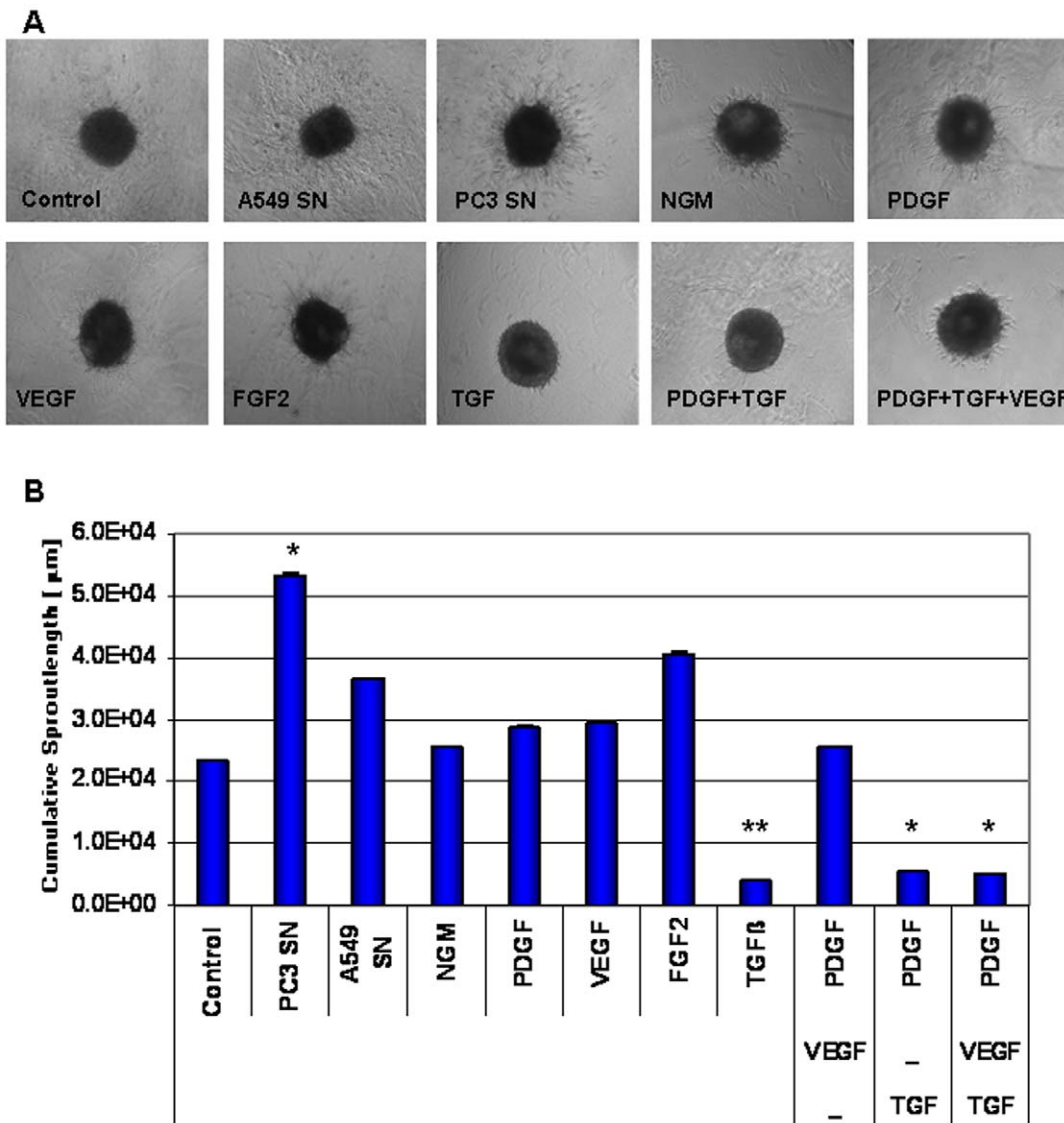 A
Control
A549 SN
PC3 SN
NGM
PDGF
VEGF
FGF2
TGF
PDGF+TGF
PDGF+TGF+VEGF
B
Cumulative Sproutlength [ µm]
6.0E+04
5.0E+04
4.0E+04
3.0E+04
2.0E+04
1.0E+04
0.0E+00
*
**
*
*
Control
PC3 SN
A549 SN
NGM
PDGF
VEGF
FGF2
TGFß
PDGF
PDGF
PDGF
VEGF
–
VEGF
–
TGF
TGF